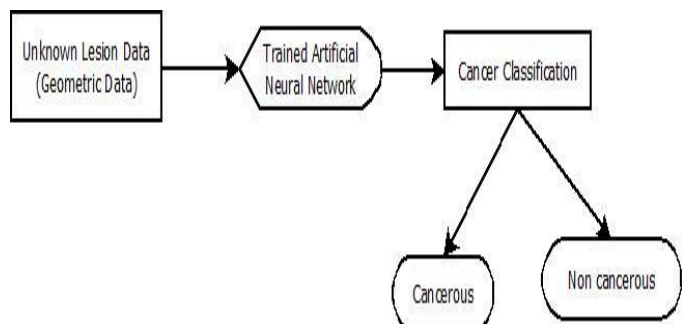 Unknown Lesion Data
(Geometric Data)
Trained Artificial
Neural Network
Cancer Classification
Cancerous
Non cancerous